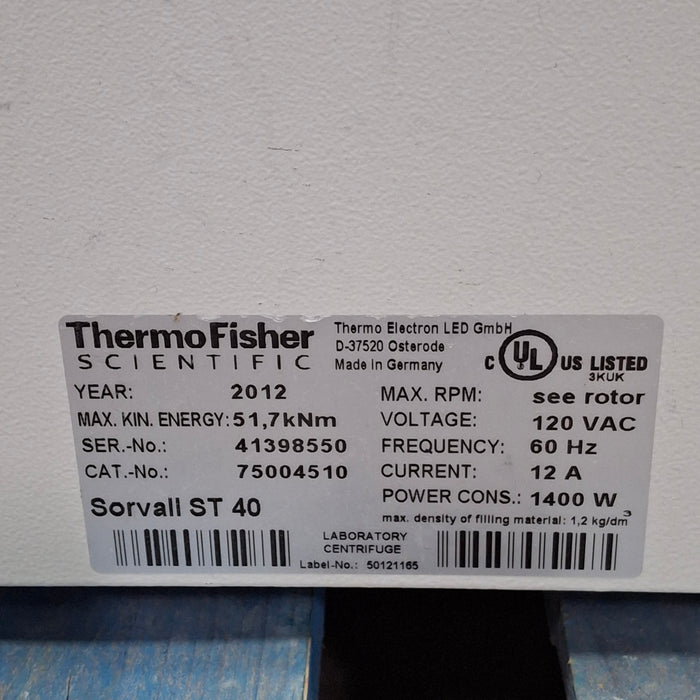 ThermoFisher
SCIENTIFIC
Thermo Electron LED GmbH
D-37520 Osterode
Made in Germany
C UL US LISTED
3KUK
YEAR: 2012
MAX. KIN. ENERGY: 51,7kNm
SER.-No.: 41398550
CAT.-No.: 75004510
Sorvall ST 40
MAX. RPM: see rotor
VOLTAGE: 120 VAC
FREQUENCY: 60 Hz
CURRENT: 12 A
POWER CONS.: 1400 W
max. density of filling material: 1,2 kg/dm³
LABORATORY
CENTRIFUGE
Label-No.: 50121165